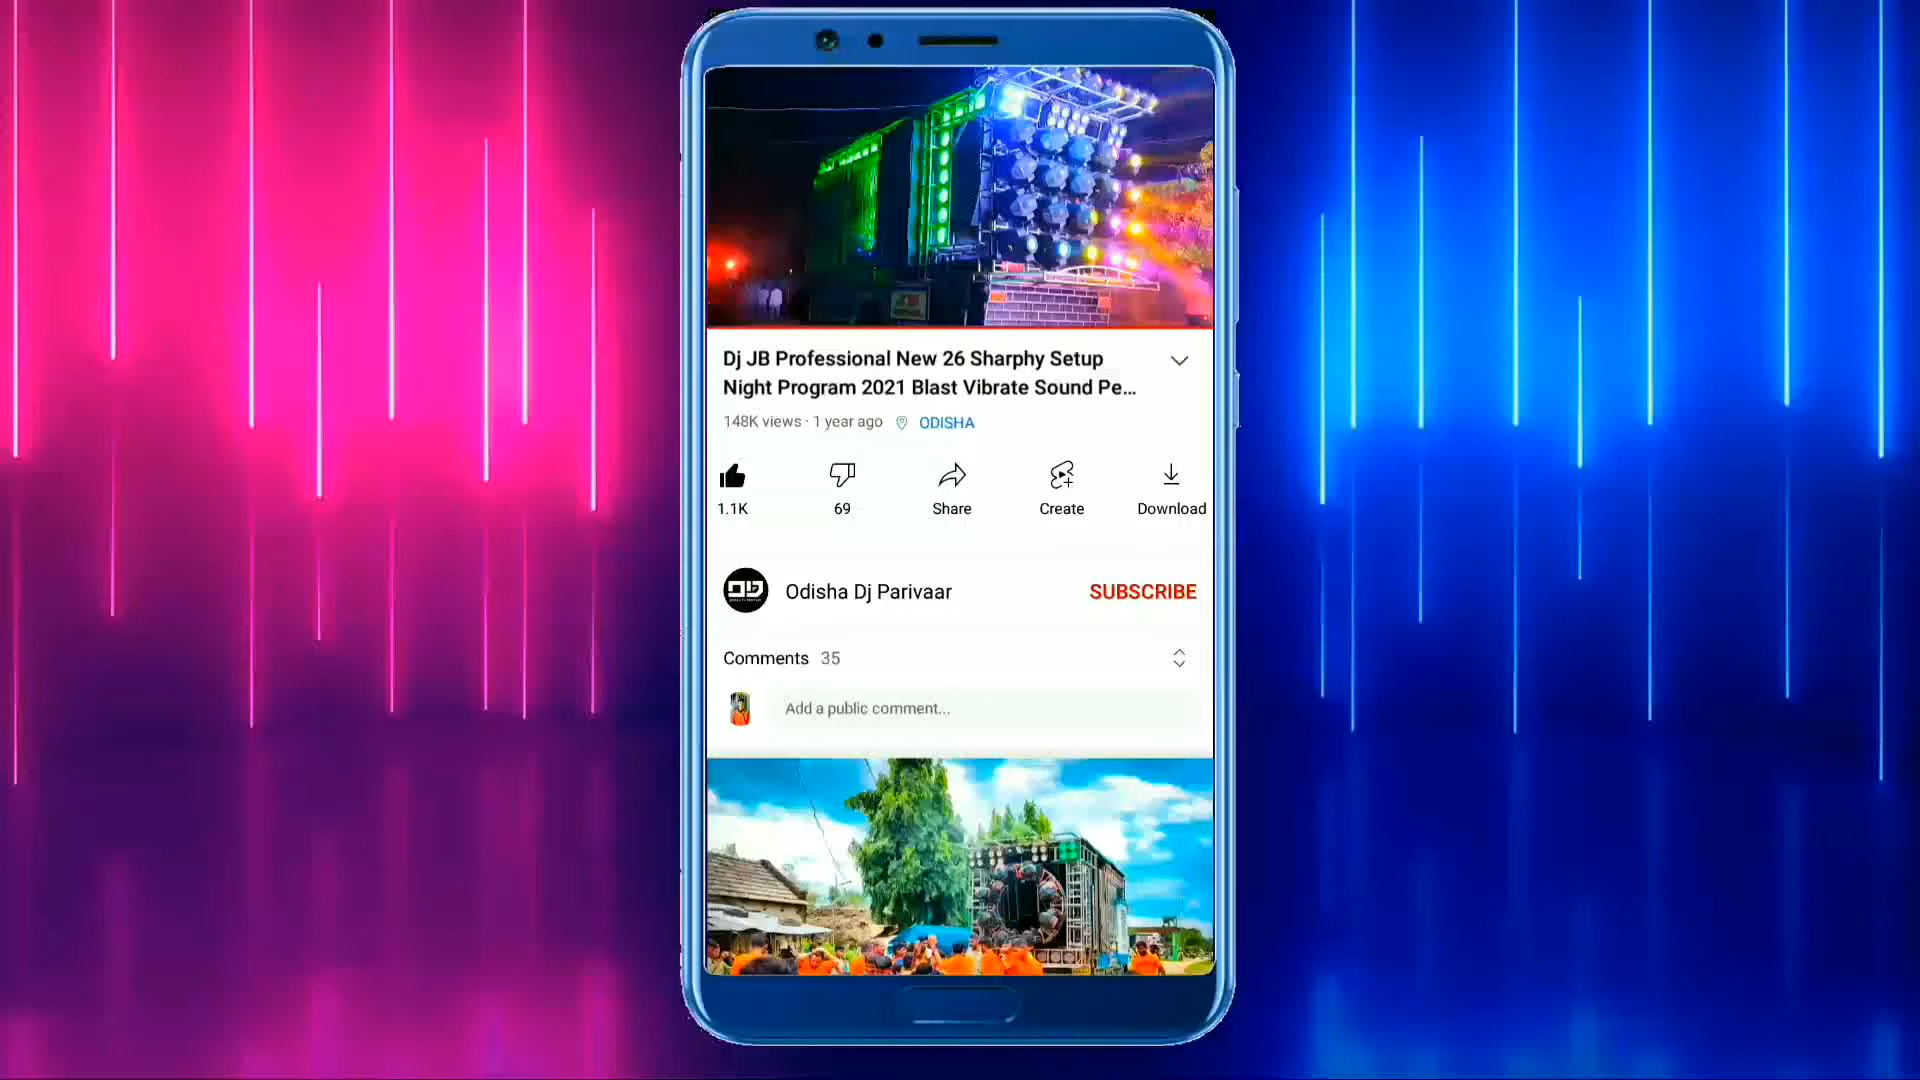 Dj JB Professional New 26 Sharphy Setup
Night Program 2021 Blast Vibrate Sound Pe...
148K views · 1 year ago ODISHA
1.1K 69 Share Create Download
Odisha Dj Parivaar SUBSCRIBE
Comments 35
Add a public comment...